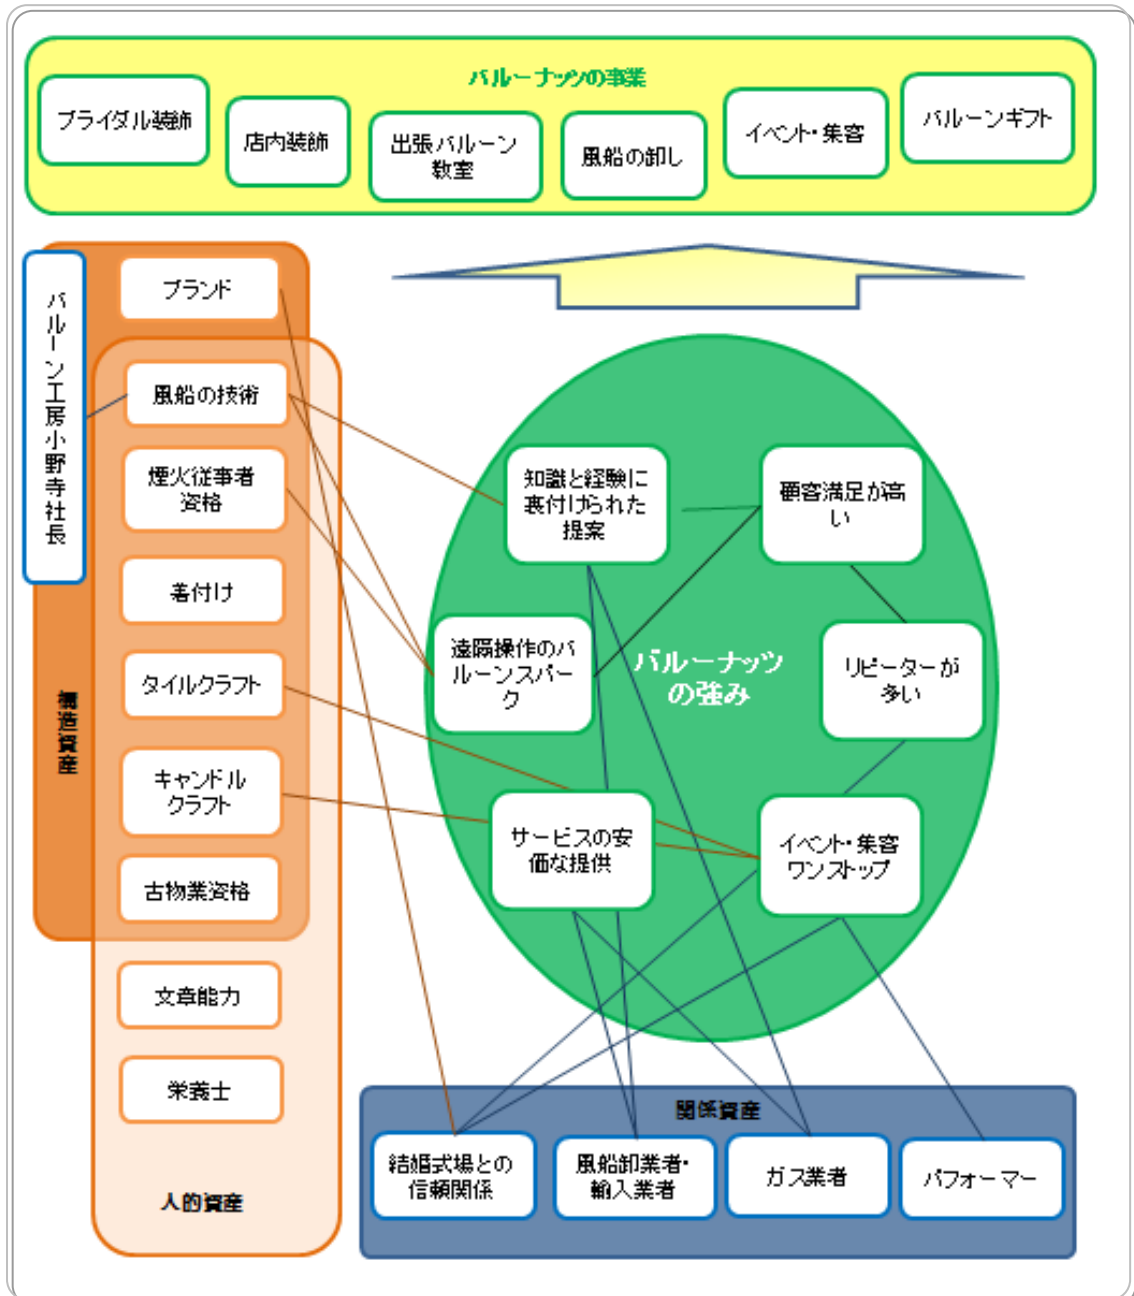 バルーナッツの事業
ブライダル装飾
店内装飾
出張バルーン
教室
風船の卸し
イベント・集客
バルーンギフト
バルーン工房小野寺社長
ブランド
風船の技術
煙火従事者
資格
着付け
タイルクラフト
キャンドル
クラフト
古物業資格
文章能力
栄養士
構造資産
人的資産
知識と経験に
裏付けられた
提案
顧客満足が高
い
遠隔操作のバ
ルーンスパー
ク
バルーナッツ
の強み
リピーターが
多い
サービスの安
価な提供
イベント・集客
ワンストップ
関係資産
結婚式場との
信頼関係
風船卸業者・
輸入業者
ガス業者
パフォーマー